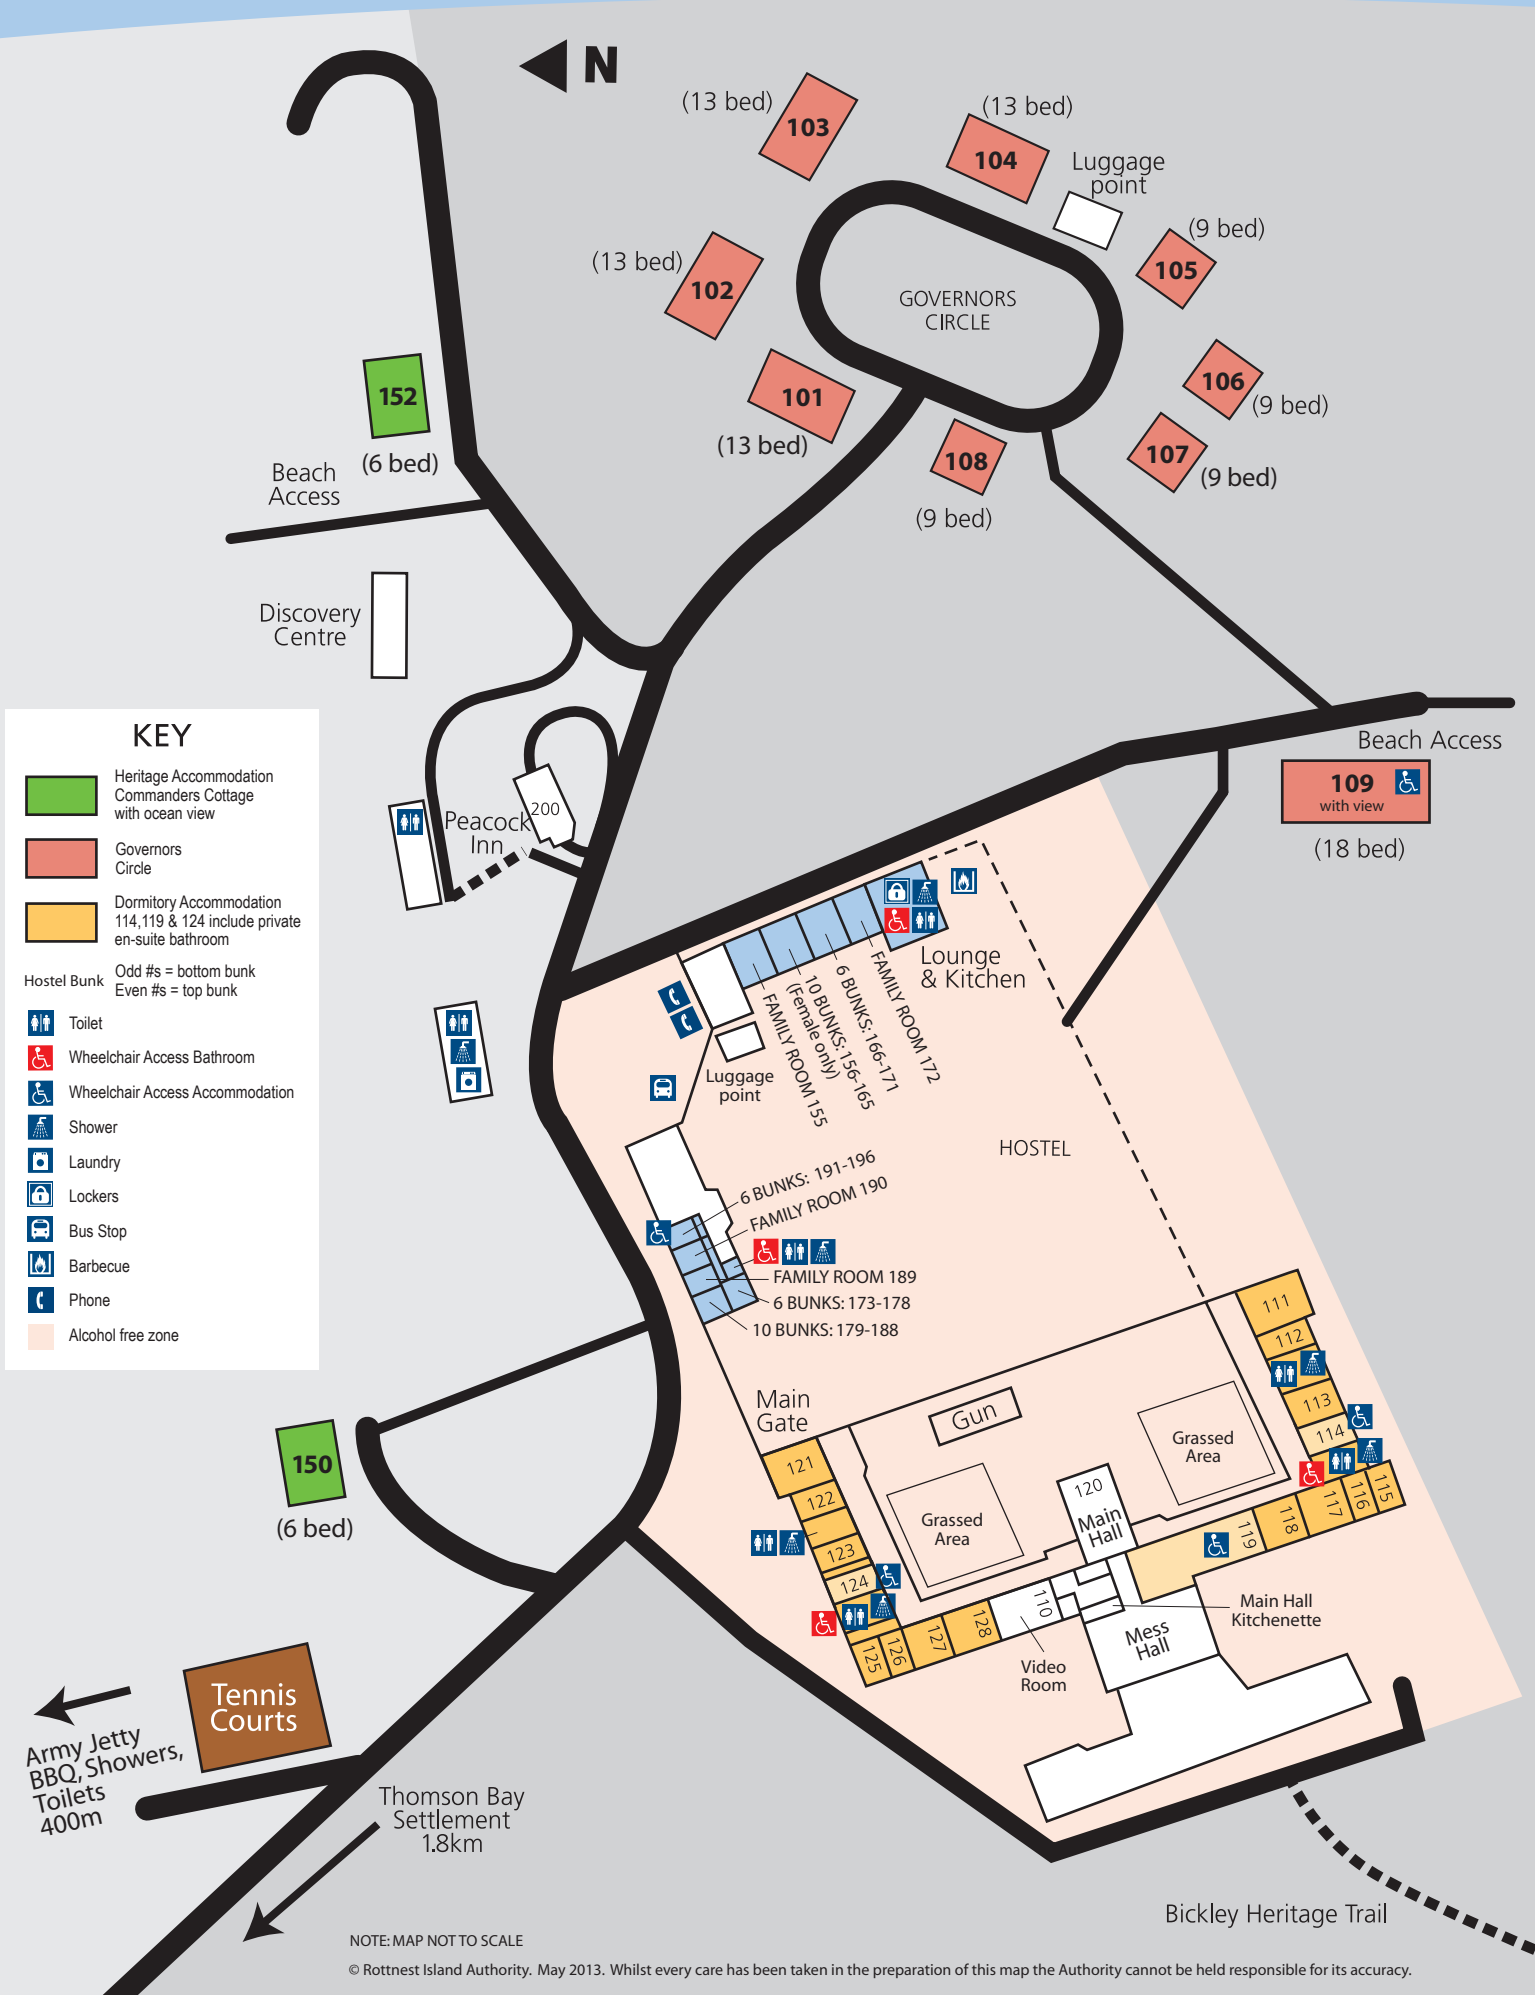 N
(13 bed)
103
(13 bed)
104
Luggage
point
(9 bed)
105
(13 bed)
102
GOVERNORS
CIRCLE
106
(9 bed)
101
(13 bed)
107
(9 bed)
108
(9 bed)
152
(6 bed)
Beach
Access
Discovery
Centre
Beach Access
109
with view
(18 bed)
200
Peacock
Inn
KEY
Heritage Accommodation
Commanders Cottage
with ocean view
Governors
Circle
Dormitory Accommodation
114,119 & 124 include private
en-suite bathroom
Hostel Bunk
Odd #s = bottom bunk
Even #s = top bunk
Toilet
Wheelchair Access Bathroom
Wheelchair Access Accommodation
Shower
Laundry
Lockers
Bus Stop
Barbecue
Phone
Alcohol free zone
Lounge
& Kitchen
FAMILY ROOM 172
6 BUNKS:166-171
10 BUNKS:156-165
(Female only)
FAMILY ROOM 155
Luggage
point
HOSTEL
6 BUNKS: 191-196
FAMILY ROOM 190
FAMILY ROOM 189
6 BUNKS: 173-178
10 BUNKS: 179-188
Main
Gate
Gun
Grassed
Area
Grassed
Area
111
112
113
114
115
116
117
118
119
120
Main
Hall
121
122
123
124
125
126
127
128
110
Video
Room
Mess
Hall
Main Hall
Kitchenette
150
(6 bed)
Tennis
Courts
Army Jetty
BBQ, Showers,
Toilets
400m
Thomson Bay
Settlement
1.8km
Bickley Heritage Trail
NOTE: MAP NOT TO SCALE
© Rottnest Island Authority. May 2013. Whilst every care has been taken in the preparation of this map the Authority cannot be held responsible for its accuracy.